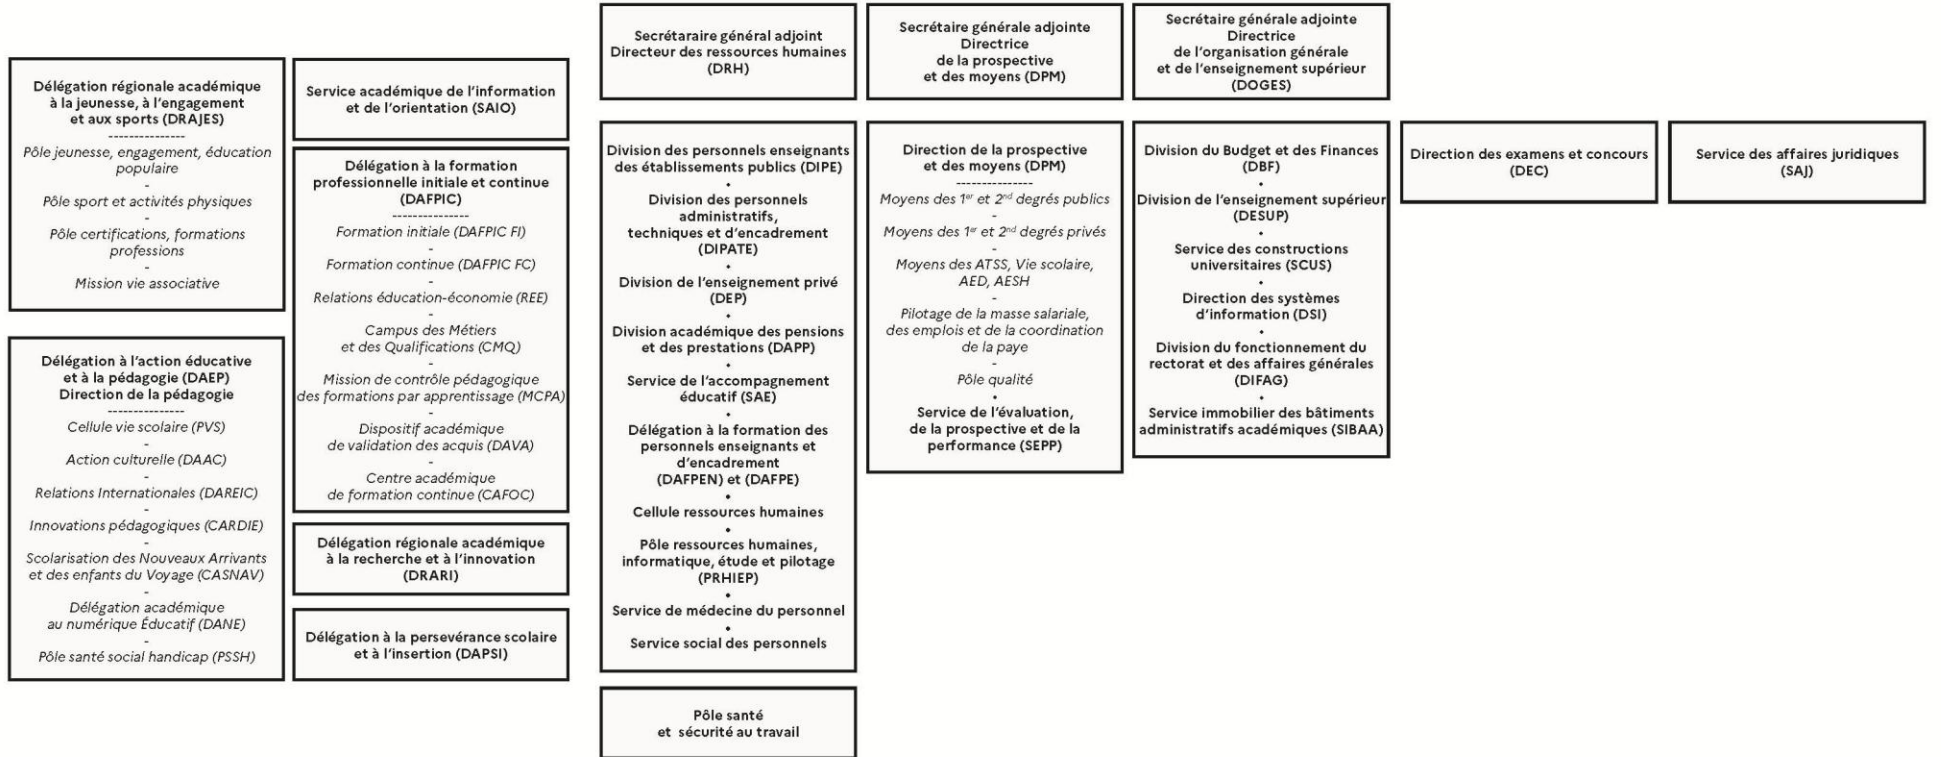 Délégation régionale académique
à la jeunesse, à l'engagement
et aux sports (DRAJES)
---------------
Pôle jeunesse, engagement, éducation
populaire
-
Pôle sport et activités physiques
-
Pôle certifications, formations
professions
-
Mission vie associative
Délégation à l'action éducative
et à la pédagogie (DAEP)
Direction de la pédagogie
---------------
Cellule vie scolaire (PVS)
-
Action culturelle (DAAC)
-
Relations Internationales (DAREIC)
-
Innovations pédagogiques (CARDIE)
-
Scolarisation des Nouveaux Arrivants
et des enfants du Voyage (CASNAV)
-
Délégation académique
au numérique Éducatif (DANE)
-
Pôle santé social handicap (PSSH)
Service académique de l'information
et de l'orientation (SAIO)
Délégation à la formation
professionnelle initiale et continue
(DAFPIC)
---------------
Formation initiale (DAFPIC FI)
-
Formation continue (DAFPIC FC)
-
Relations éducation-économie (REE)
-
Campus des Métiers
et des Qualifications (CMQ)
-
Mission de contrôle pédagogique
des formations par apprentissage (MCPA)
-
Dispositif académique
de validation des acquis (DAVA)
-
Centre académique
de formation continue (CAFOC)
Délégation régionale académique
à la recherche et à l'innovation
(DRARI)
Délégation à la persevérance scolaire
et à l'insertion (DAPSI)
Secrétaraire général adjoint
Directeur des ressources humaines
(DRH)
Division des personnels enseignants
des établissements publics (DIPE)
•
Division des personnels
administratifs,
techniques et d'encadrement
(DIPATE)
•
Division de l'enseignement privé
(DEP)
•
Division académique des pensions
et des prestations (DAPP)
•
Service de l'accompagnement
éducatif (SAE)
•
Délégation à la formation des
personnels enseignants et
d'encadrement
(DAFPEN) et (DAFPE)
•
Cellule ressources humaines
•
Pôle ressources humaines,
informatique, étude et pilotage
(PRHIEP)
•
Service de médecine du personnel
•
Service social des personnels
Pôle santé
et sécurité au travail
Secrétaire générale adjointe
Directrice
de la prospective
et des moyens (DPM)
Direction de la prospective
et des moyens (DPM)
---------------
Moyens des 1er et 2nd degrés publics
-
Moyens des 1er et 2nd degrés privés
-
Moyens des ATSS, Vie scolaire,
AED, AESH
-
Pilotage de la masse salariale,
des emplois et de la coordination
de la paye
-
Pôle qualité
•
Service de l'évaluation,
de la prospective et de la
performance (SEPP)
Secrétaire générale adjointe
Directrice
de l'organisation générale
et de l'enseignement supérieur
(DOGES)
Division du Budget et des Finances
(DBF)
•
Division de l'enseignement supérieur
(DESUP)
•
Service des constructions
universitaires (SCUS)
•
Direction des systèmes
d'information (DSI)
•
Division du fonctionnement du
rectorat et des affaires générales
(DIFAG)
•
Service immobilier des bâtiments
administratifs académiques (SIBAA)
Direction des examens et concours
(DEC)
Service des affaires juridiques
(SAJ)